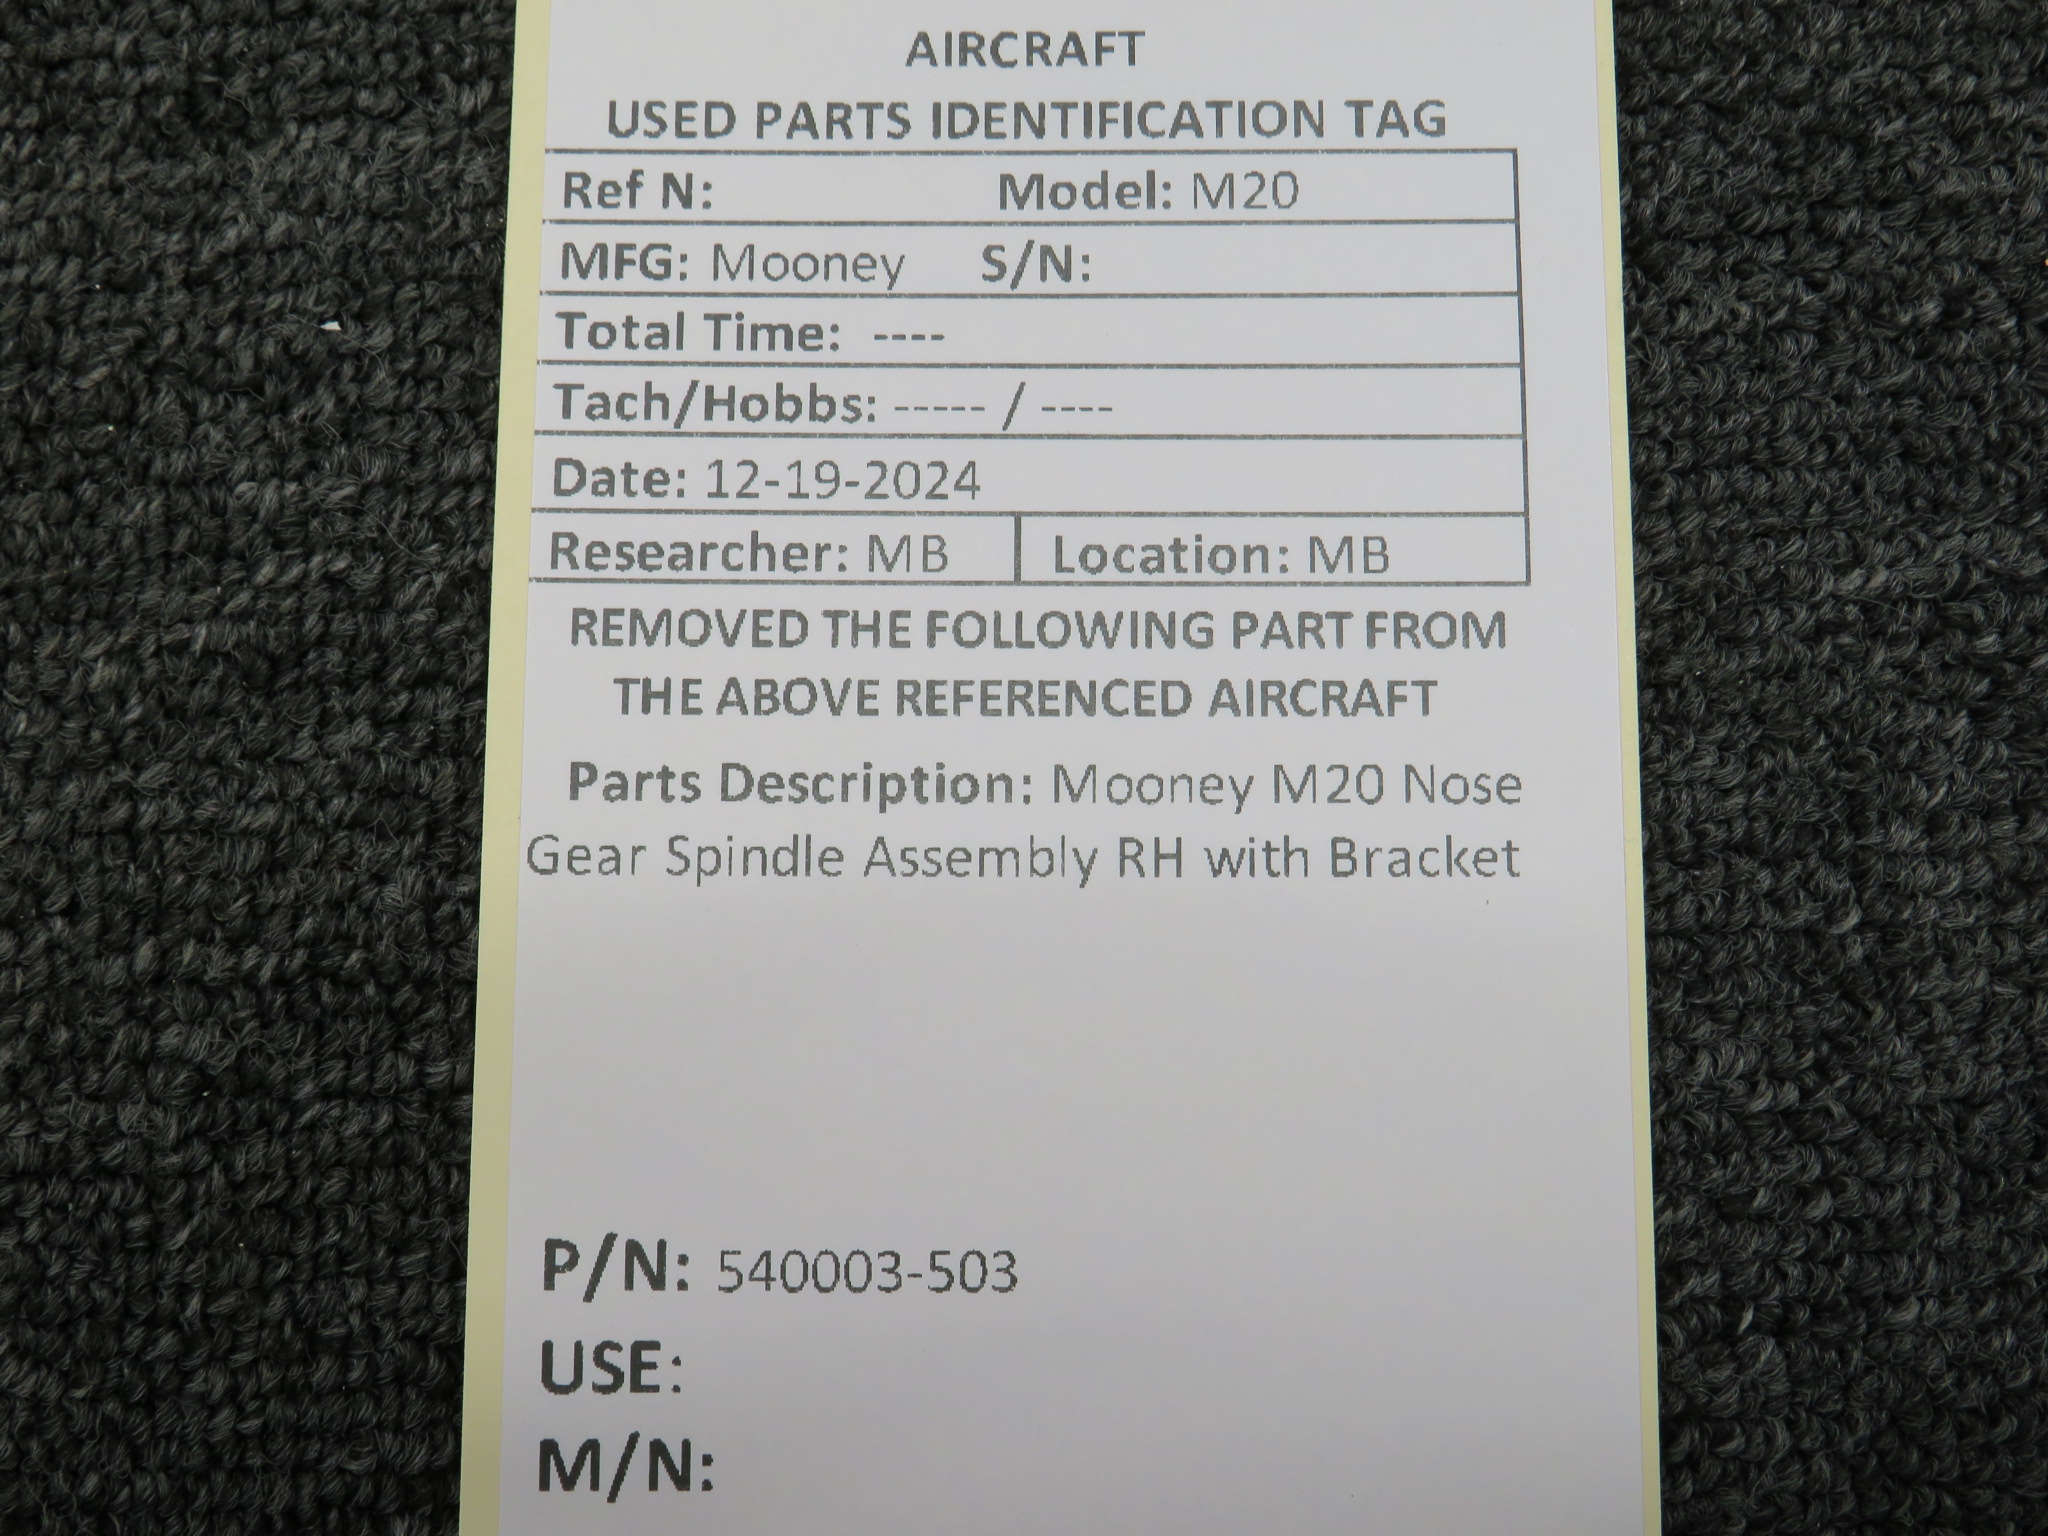 AIRCRAFT
USED PARTS IDENTIFICATION TAG
Ref N: Model: M20
MFG: Mooney S/N:
Total Time: ----
Tach/Hobbs: ----- / ----
Date: 12-19-2024
Researcher: MB Location: MB
REMOVED THE FOLLOWING PART FROM
THE ABOVE REFERENCED AIRCRAFT
Parts Description: Mooney M20 Nose
Gear Spindle Assembly RH with Bracket
P/N: 540003-503
USE:
M/N: